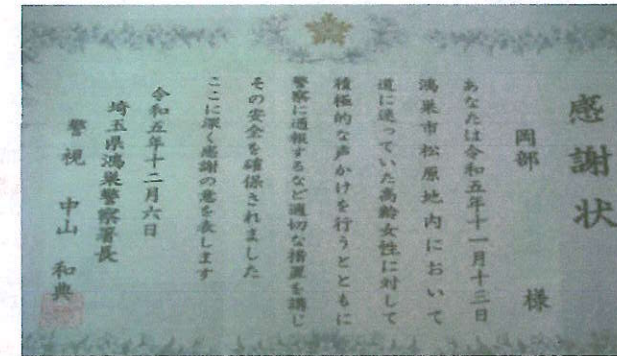 感謝状
岡部 様
あなたは令和五年十一月十三日
鴻巣市松原地内において
道に迷っていた高齢女性に対して
積極的な声かけを行うとともに
警察に通報するなど適切な措置を講じ
その安全を確保されました
ここに深く感謝の意を表します
令和五年十二月六日
埼玉県鴻巣警察署長
警視 中山 和典